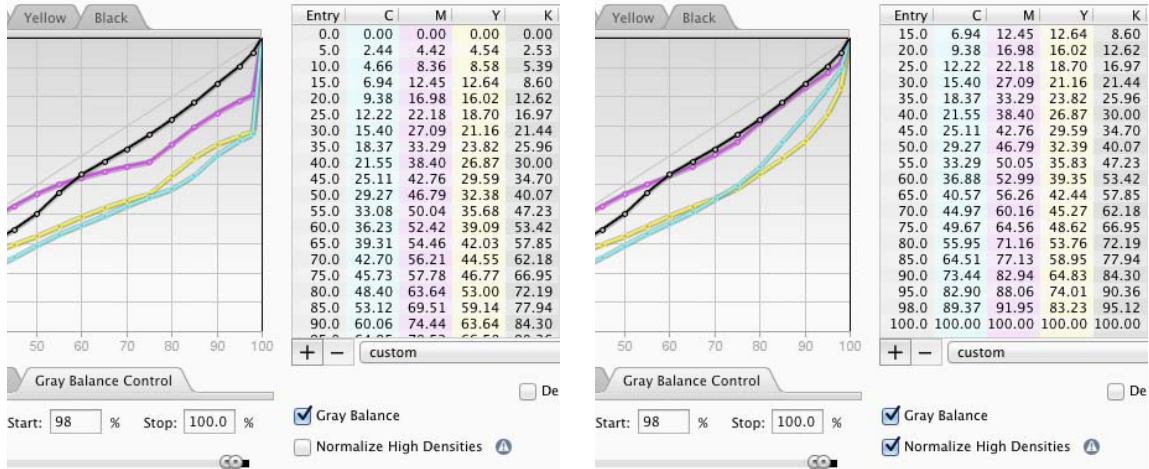 Yellow Black
Entry C M Y K
0.0 0.00 0.00 0.00 0.00
5.0 2.44 4.42 4.54 2.53
10.0 4.66 8.36 8.58 5.39
15.0 6.94 12.45 12.64 8.60
20.0 9.38 16.98 16.02 12.62
25.0 12.22 22.18 18.70 16.97
30.0 15.40 27.09 21.16 21.44
35.0 18.37 33.29 23.82 25.96
40.0 21.55 38.40 26.87 30.00
45.0 25.11 42.76 29.59 34.70
50.0 29.27 46.79 32.38 40.07
55.0 33.08 50.04 35.68 47.23
60.0 36.23 52.42 39.09 53.42
65.0 39.31 54.46 42.03 57.85
70.0 42.70 56.21 44.55 62.18
75.0 45.73 57.78 46.77 66.95
80.0 48.40 63.64 53.00 72.19
85.0 53.12 69.51 59.14 77.94
90.0 60.06 74.44 63.64 84.30
50 60 70 80 90 100
+ − custom
Gray Balance Control
De
Start: 98 % Stop: 100.0 %
Gray Balance
Normalize High Densities
Yellow Black
Entry C M Y K
15.0 6.94 12.45 12.64 8.60
20.0 9.38 16.98 16.02 12.62
25.0 12.22 22.18 18.70 16.97
30.0 15.40 27.09 21.16 21.44
35.0 18.37 33.29 23.82 25.96
40.0 21.55 38.40 26.87 30.00
45.0 25.11 42.76 29.59 34.70
50.0 29.27 46.79 32.39 40.07
55.0 33.29 50.05 35.83 47.23
60.0 36.88 52.99 39.35 53.42
65.0 40.57 56.26 42.44 57.85
70.0 44.97 60.16 45.27 62.18
75.0 49.67 64.56 48.62 66.95
80.0 55.95 71.16 53.76 72.19
85.0 64.51 77.13 58.95 77.94
90.0 73.44 82.94 64.83 84.30
95.0 82.90 88.06 74.01 90.36
98.0 89.37 91.95 83.23 95.12
100.0 100.00 100.00 100.00 100.00
50 60 70 80 90 100
+ − custom
Gray Balance Control
De
Start: 98 % Stop: 100.0 %
Gray Balance
Normalize High Densities